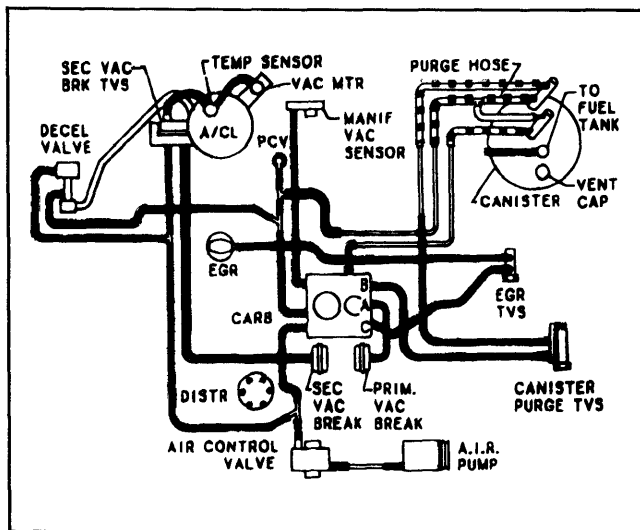 TEMP SENSOR
SEC VAC
BRK TVS
VAC MTR
A/CL
DECEL
VALVE
PCV
MANIF
VAC
SENSOR
PURGE HOSE
TO
FUEL
TANK
CANISTER
VENT
CAP
EGR
B
A
C
CARB
EGR
TVS
DISTR
SEC
VAC
BREAK
PRIM.
VAC
BREAK
CANISTER
PURGE TVS
AIR CONTROL
VALVE
A.I.R.
PUMP